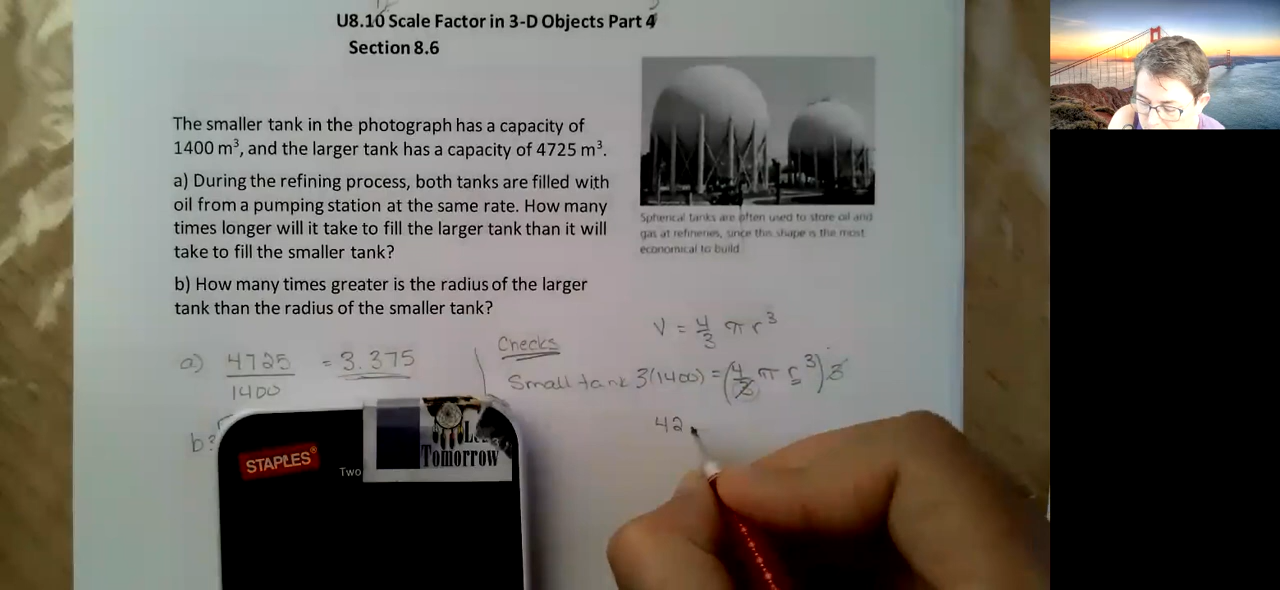 U8.10 Scale Factor in 3-D Objects Part 4
Section 8.6
The smaller tank in the photograph has a capacity of
1400 m³, and the larger tank has a capacity of 4725 m³.
a) During the refining process, both tanks are filled with
oil from a pumping station at the same rate. How many
times longer will it take to fill the larger tank than it will
take to fill the smaller tank?
b) How many times greater is the radius of the larger
tank than the radius of the smaller tank?
Spherical tanks are often used to store oil and
gas at refineries, since this shape is the most
economical to build
a) 4725/1400 = 3.375
b)
Checks
V = 4/3 π r³
Small tank 3(1400) = (4/3 π r³) 3
42
STAPLES®
Two
Tomorrow